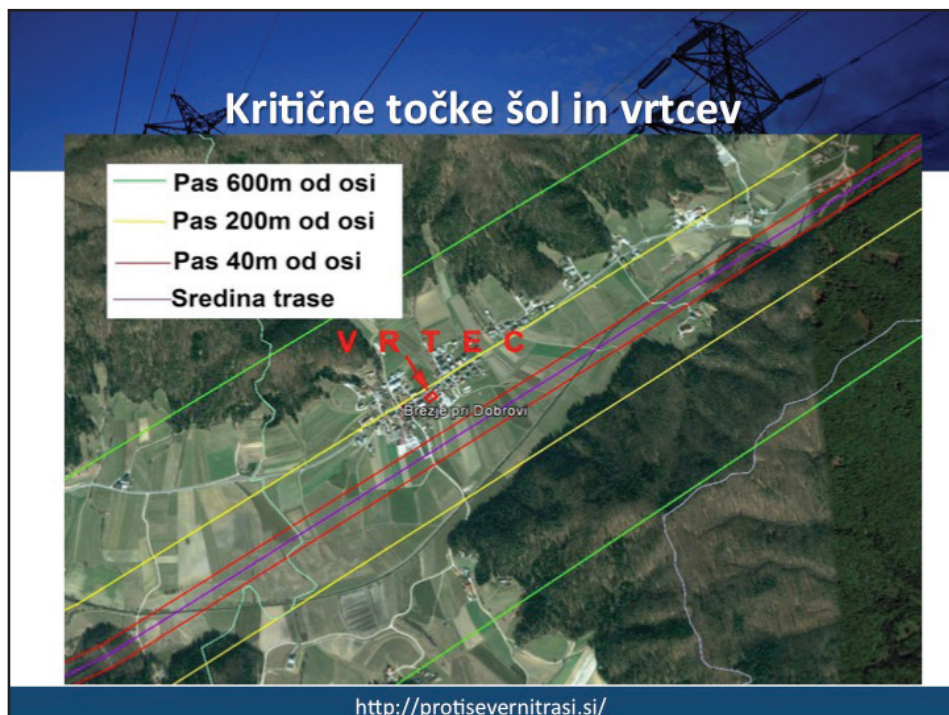 Kritične točke šol in vrtcev
Pas 600m od osi
Pas 200m od osi
Pas 40m od osi
Sredina trase
V R T E C
Brezje pri Dobrovi
http://protisevernitrasi.si/